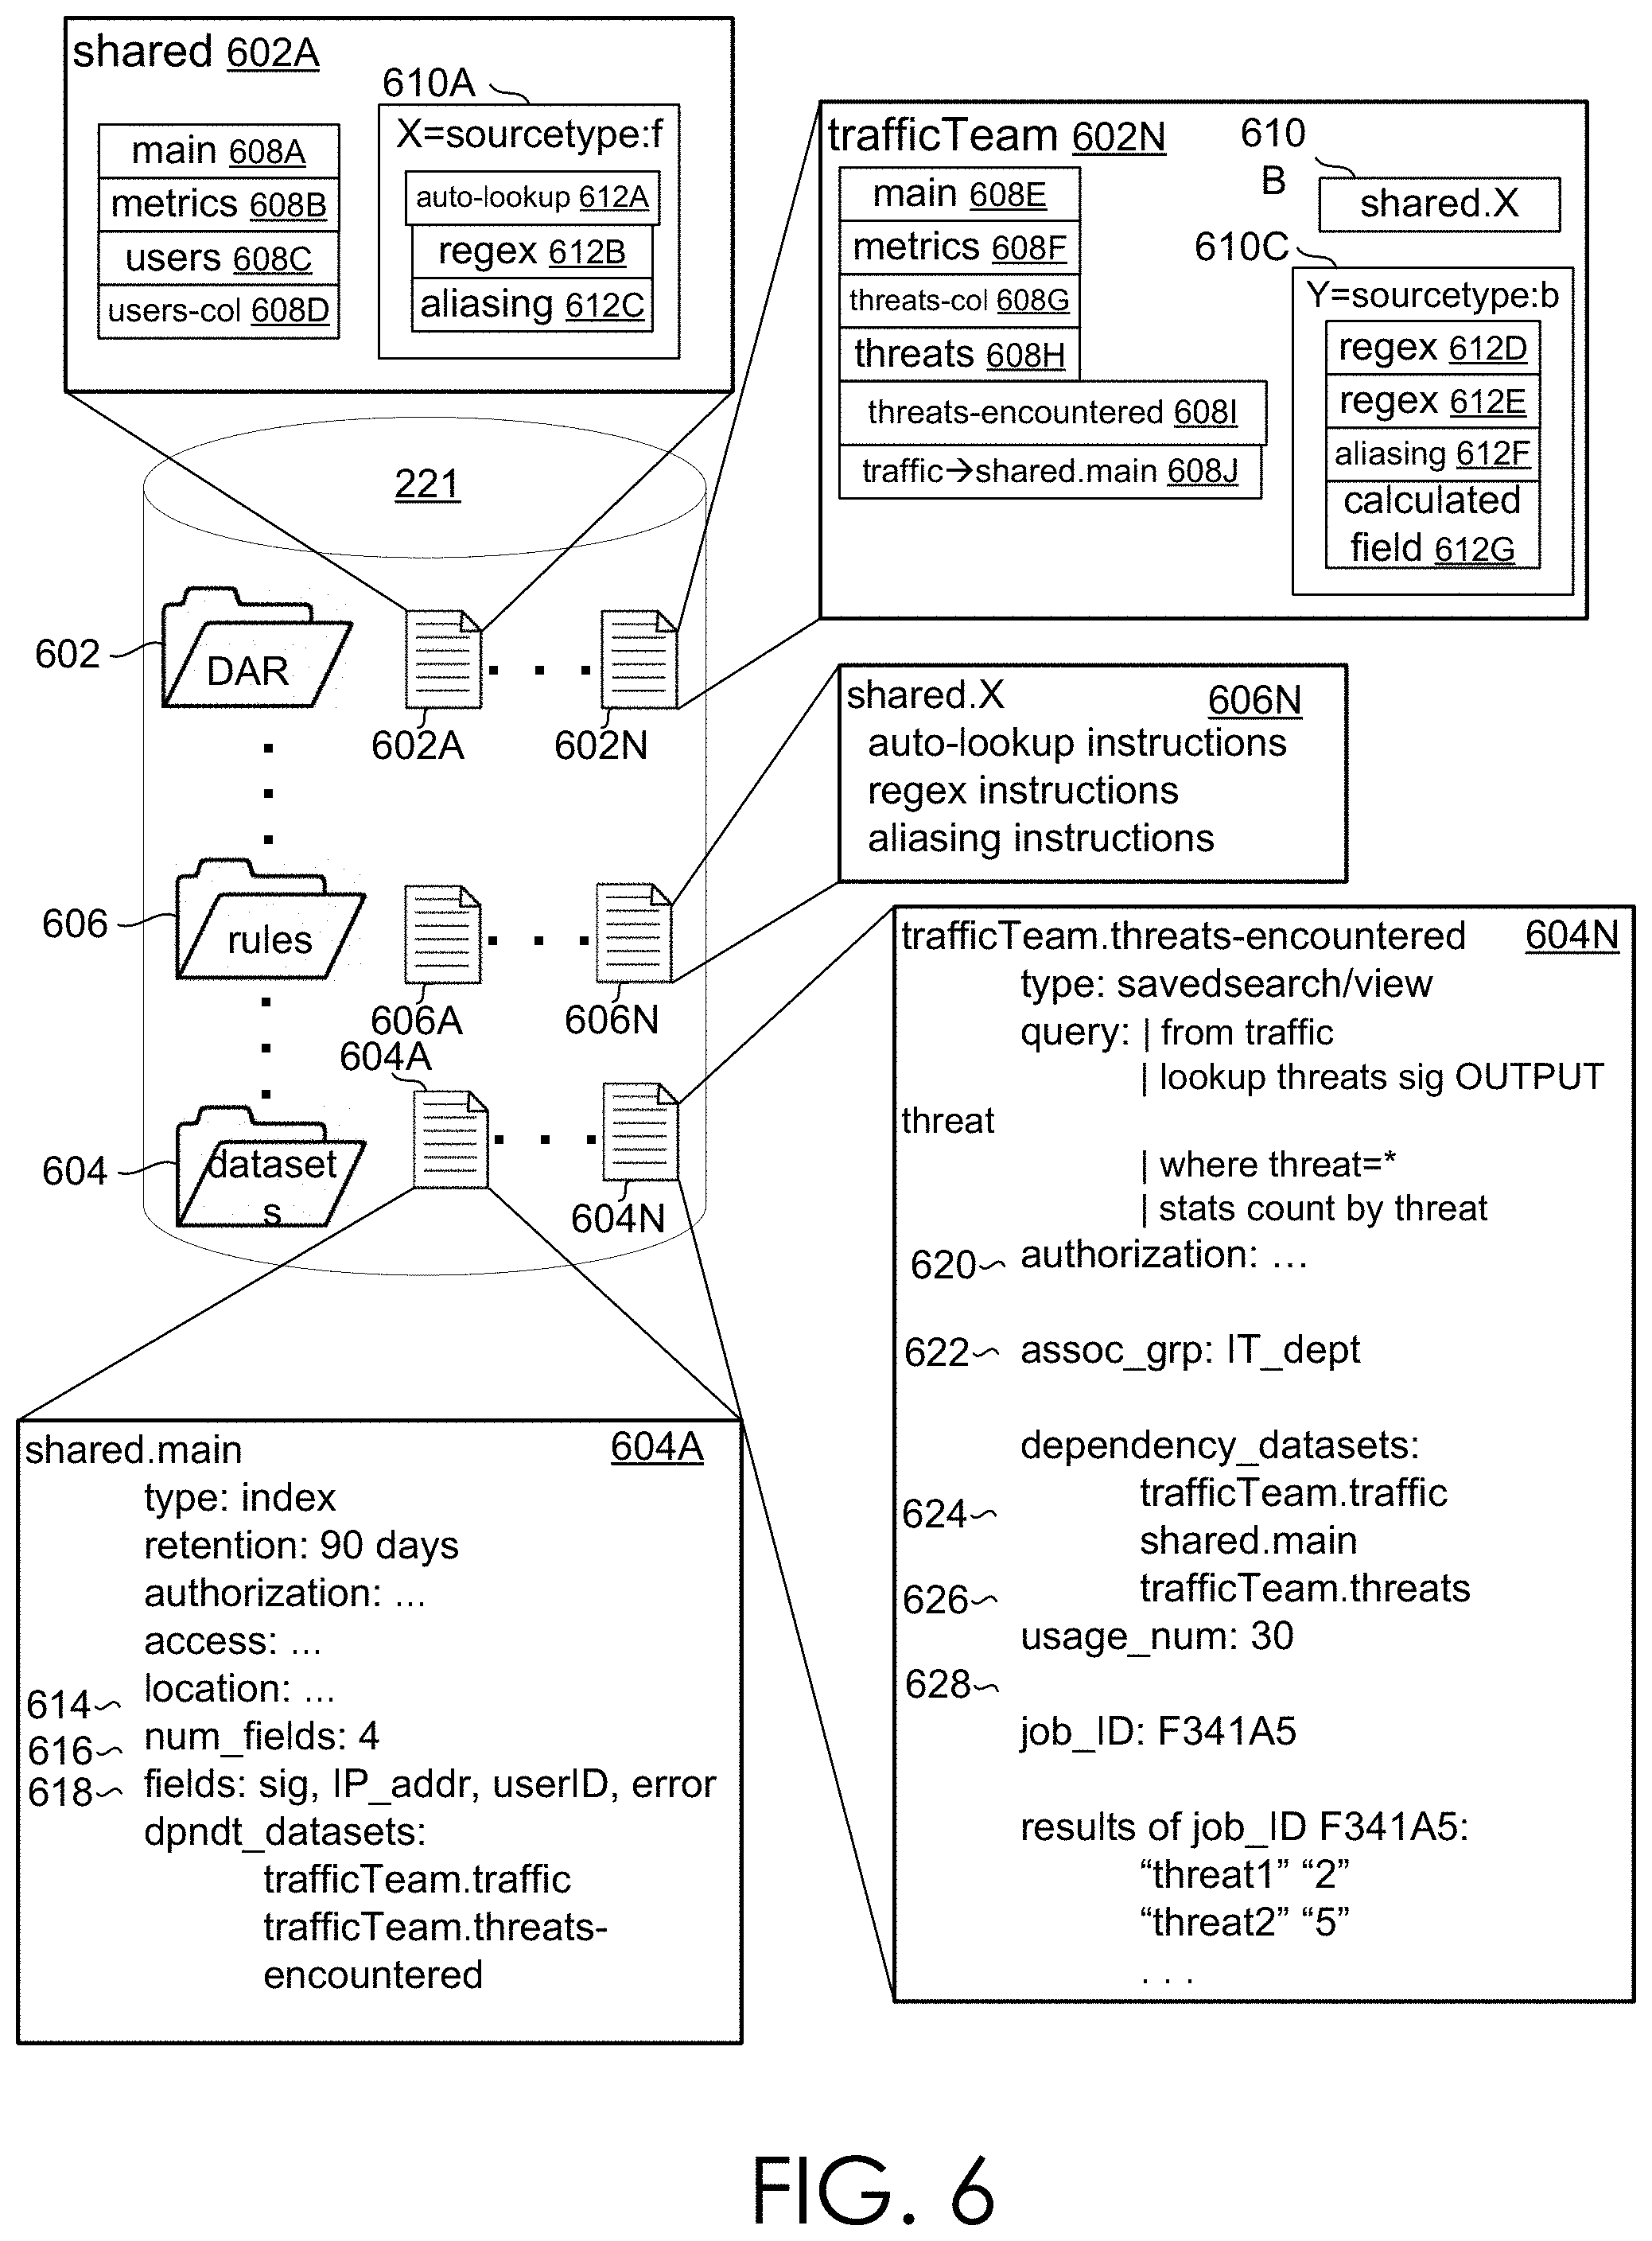 shared 602A
610A
main 608A
metrics 608B
users 608C
users-col 608D
X=sourcetype:f
auto-lookup 612A
regex 612B
aliasing 612C
trafficTeam 602N
610
B
main 608E
metrics 608F
threats-col 608G
threats 608H
threats-encountered 608I
traffic→shared.main 608J
shared.X
610C
Y=sourcetype:b
regex 612D
regex 612E
aliasing 612F
calculated
field 612G
221
602
DAR
602A
602N
shared.X 606N
auto-lookup instructions
regex instructions
aliasing instructions
606
rules
606A
606N
604A
604
dataset
s
604N
trafficTeam.threats-encountered 604N
type: savedsearch/view
query: | from traffic
| lookup threats sig OUTPUT
threat
| where threat=*
| stats count by threat
620 authorization: ...
622 assoc_grp: IT_dept
dependency_datasets:
trafficTeam.traffic
624
shared.main
626 trafficTeam.threats
usage_num: 30
628
job_ID: F341A5
results of job_ID F341A5:
“threat1” “2”
“threat2” “5”
. . .
shared.main 604A
type: index
retention: 90 days
authorization: ...
access: ...
614 location: ...
616 num_fields: 4
618 fields: sig, IP_addr, userID, error
dpndt_datasets:
trafficTeam.traffic
trafficTeam.threats-
encountered
FIG. 6